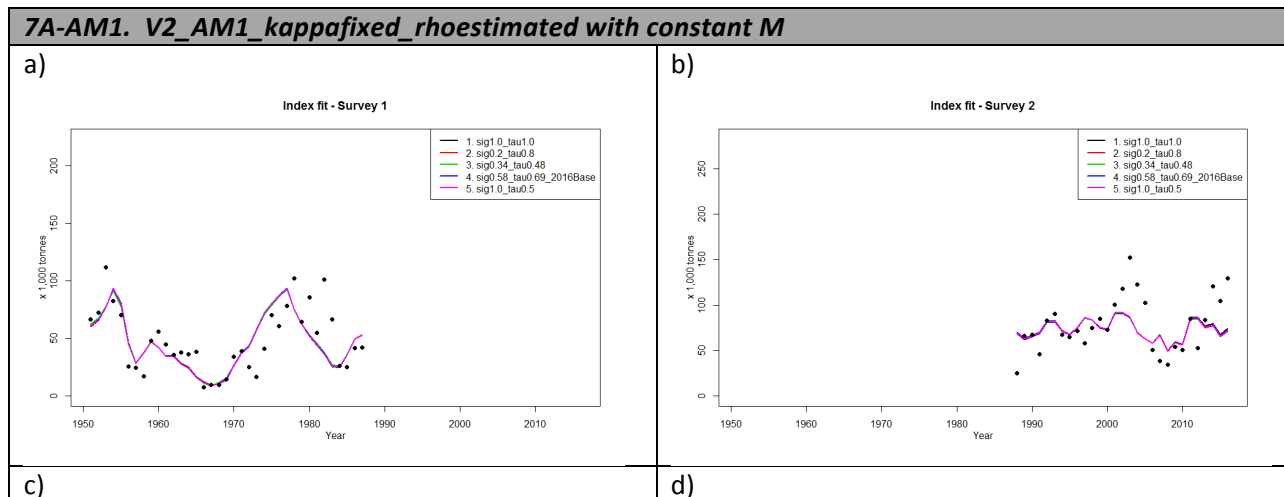 7A-AM1. V2_AM1_kappafixed_rhoestimated with constant M
a)
Index fit - Survey 1
1. sig1.0_tau1.0
2. sig0.2_tau0.8
3. sig0.34_tau0.48
4. sig0.58_tau0.69_2016Base
5. sig1.0_tau0.5
x 1,000 tonnes
0 50 100 150 200
1950 1960 1970 1980 1990 2000 2010
Year
b)
Index fit - Survey 2
1. sig1.0_tau1.0
2. sig0.2_tau0.8
3. sig0.34_tau0.48
4. sig0.58_tau0.69_2016Base
5. sig1.0_tau0.5
x 1,000 tonnes
0 50 100 150 200 250
1950 1960 1970 1980 1990 2000 2010
Year
c)
d)